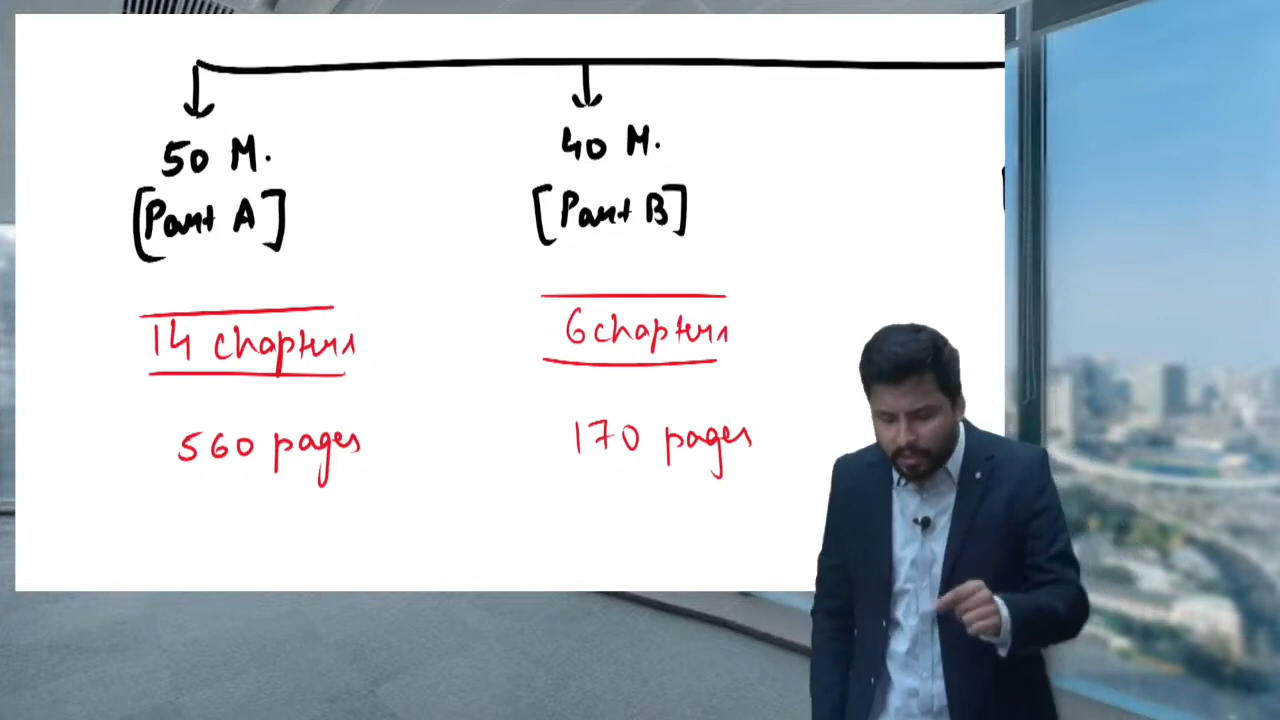 50 M.
[Part A]
14 chapters
560 pages
40 M.
[Part B]
6 chapters
170 pages